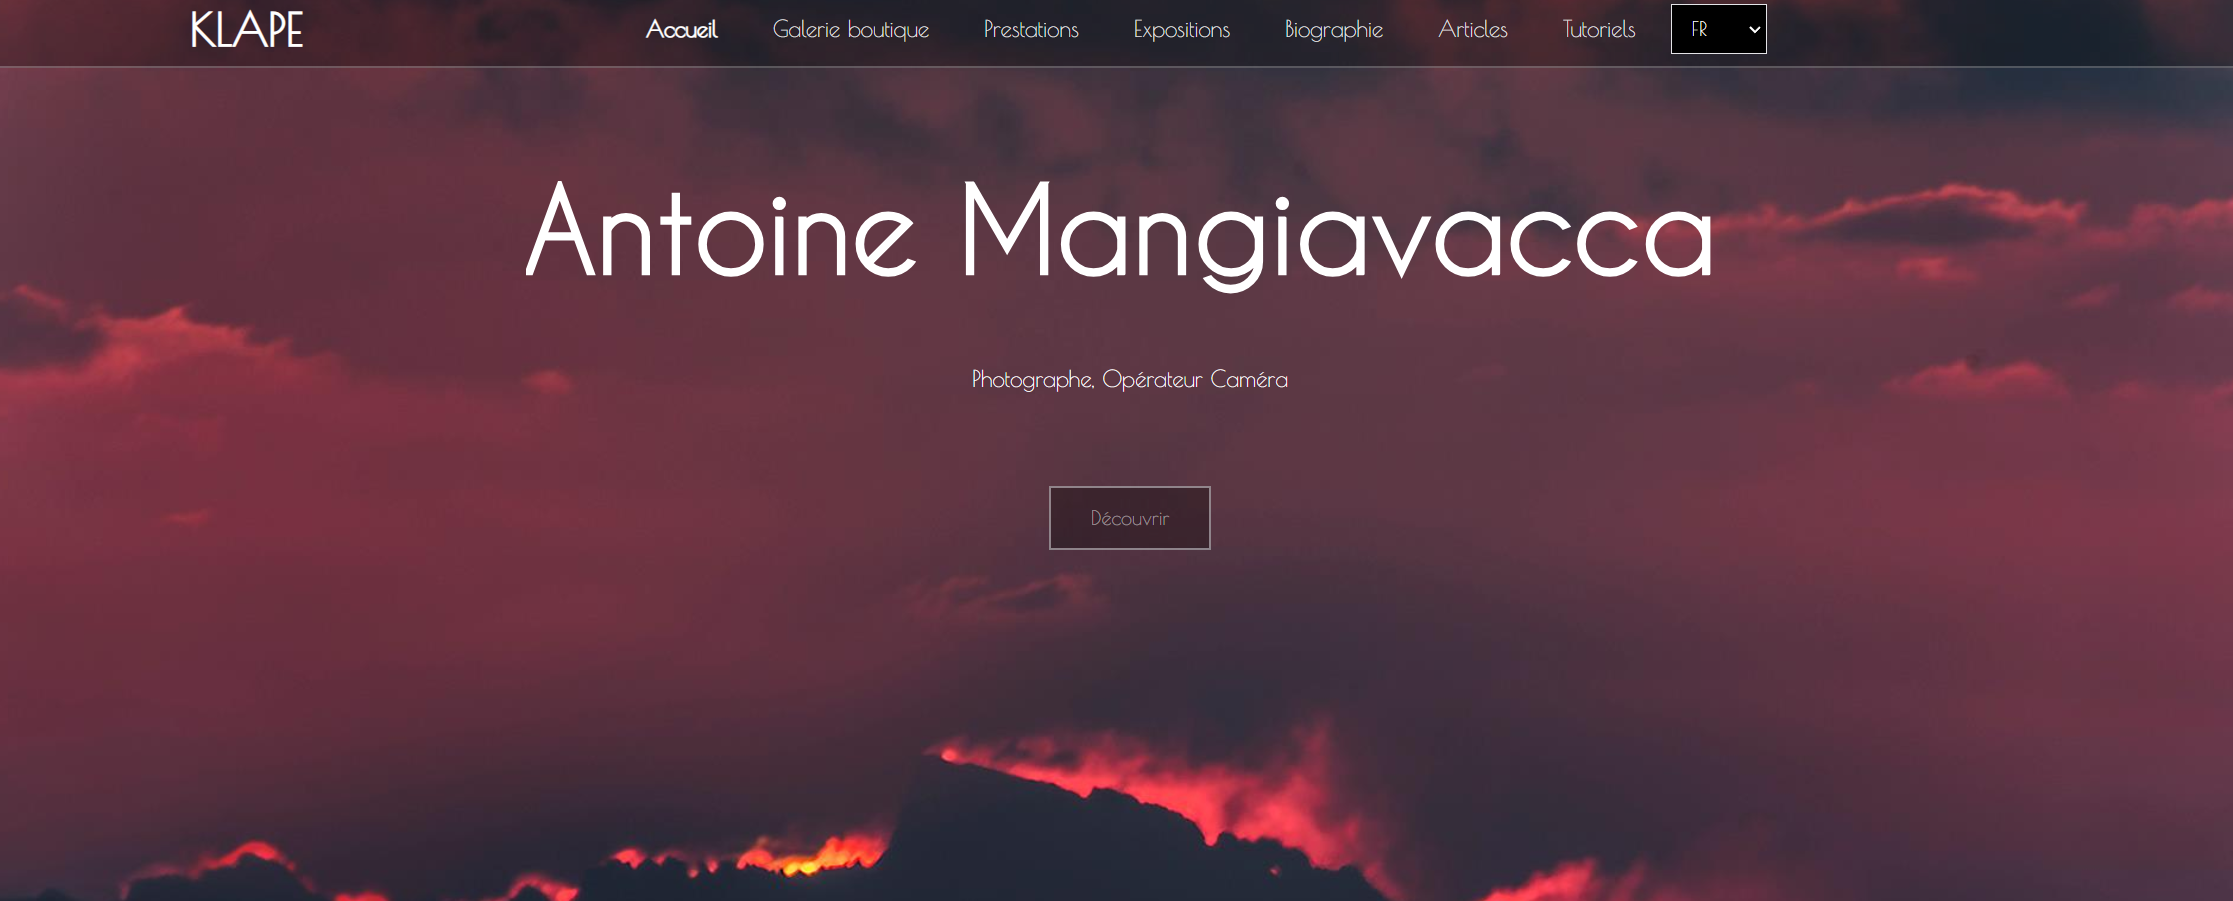 KLAPE
Accueil Galerie boutique Prestations Expositions Biographie Articles Tutoriels FR
Antoine Mangiavacca
Photographe, Opérateur Caméra
Découvrir